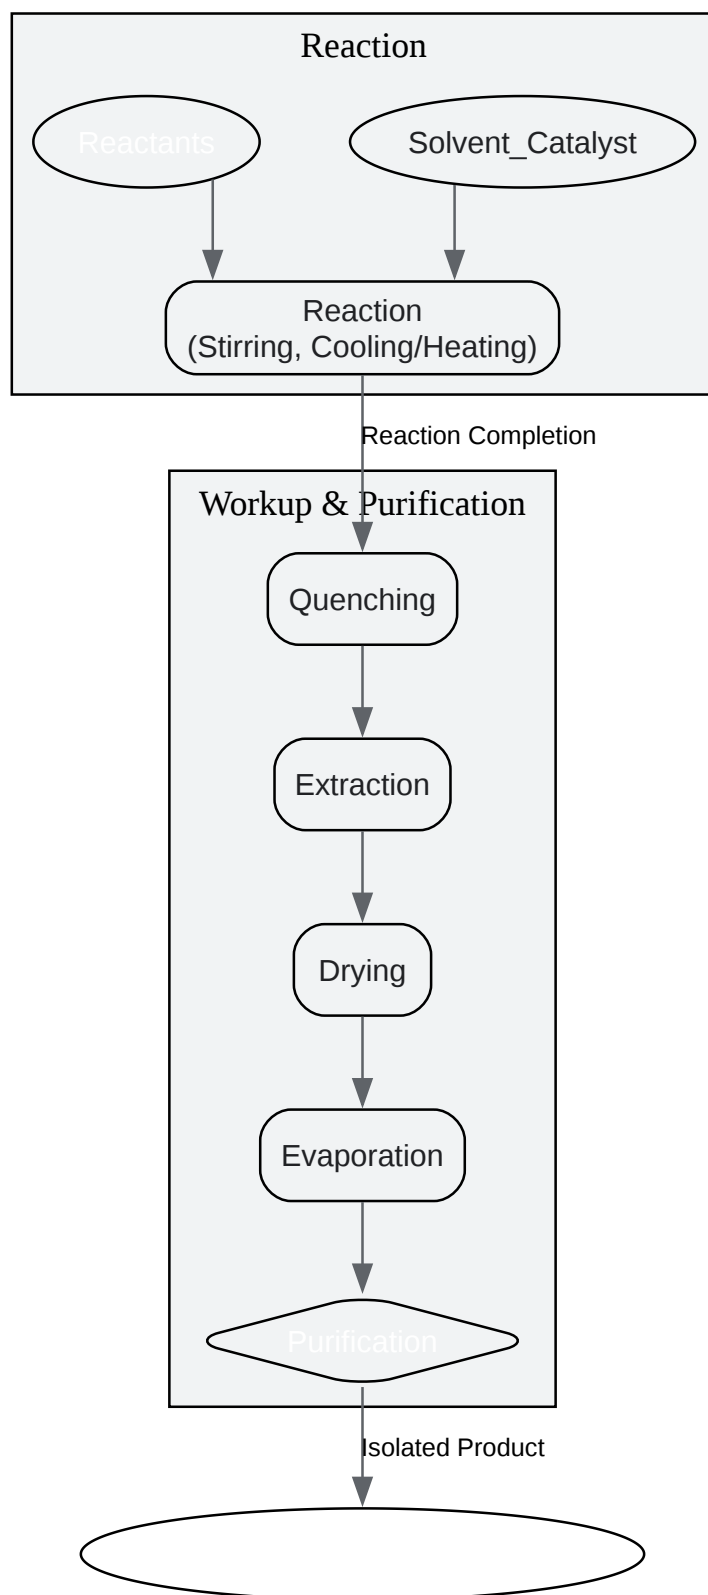 Reaction
Reactants
Solvent_Catalyst
Reaction
(Stirring, Cooling/Heating)
Reaction Completion
Workup & Purification
Quenching
Extraction
Drying
Evaporation
Purification
Isolated Product